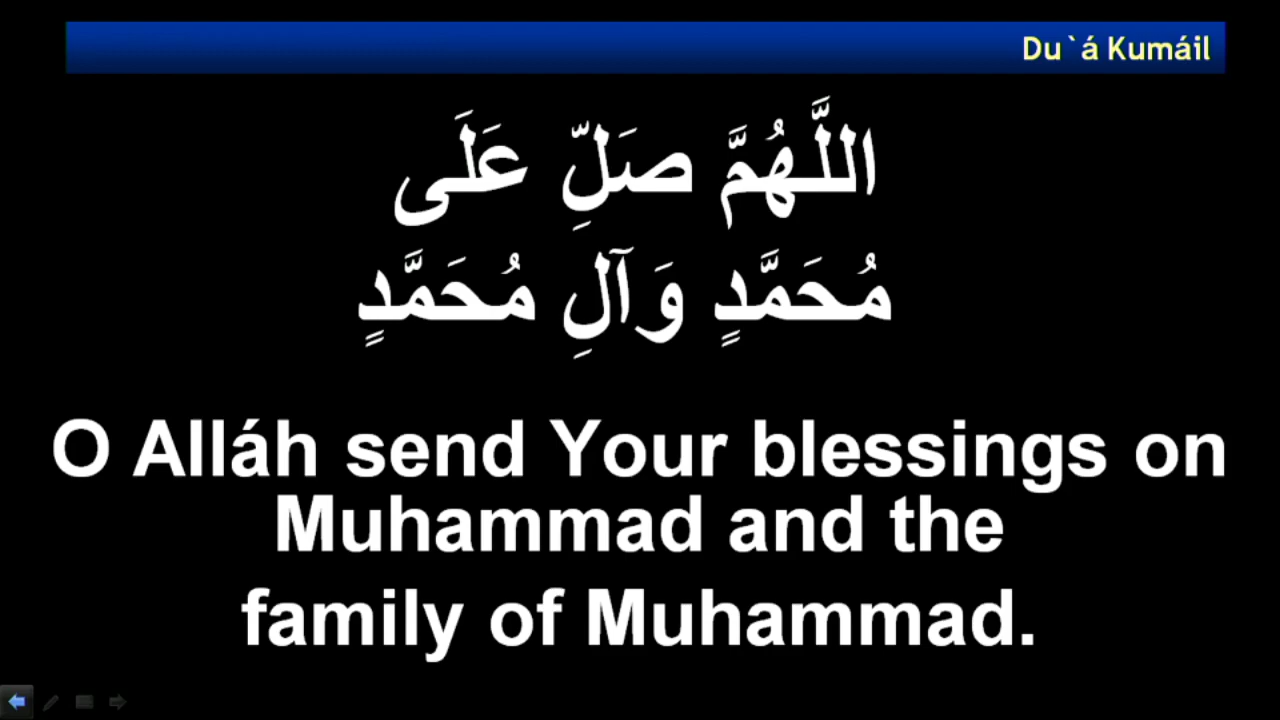 Du`á Kumáil
اللَّهُمَّ صَلِّ عَلَى
مُحَمَّدٍ وَآلِ مُحَمَّدٍ
O Alláh send Your blessings on
Muhammad and the
family of Muhammad.